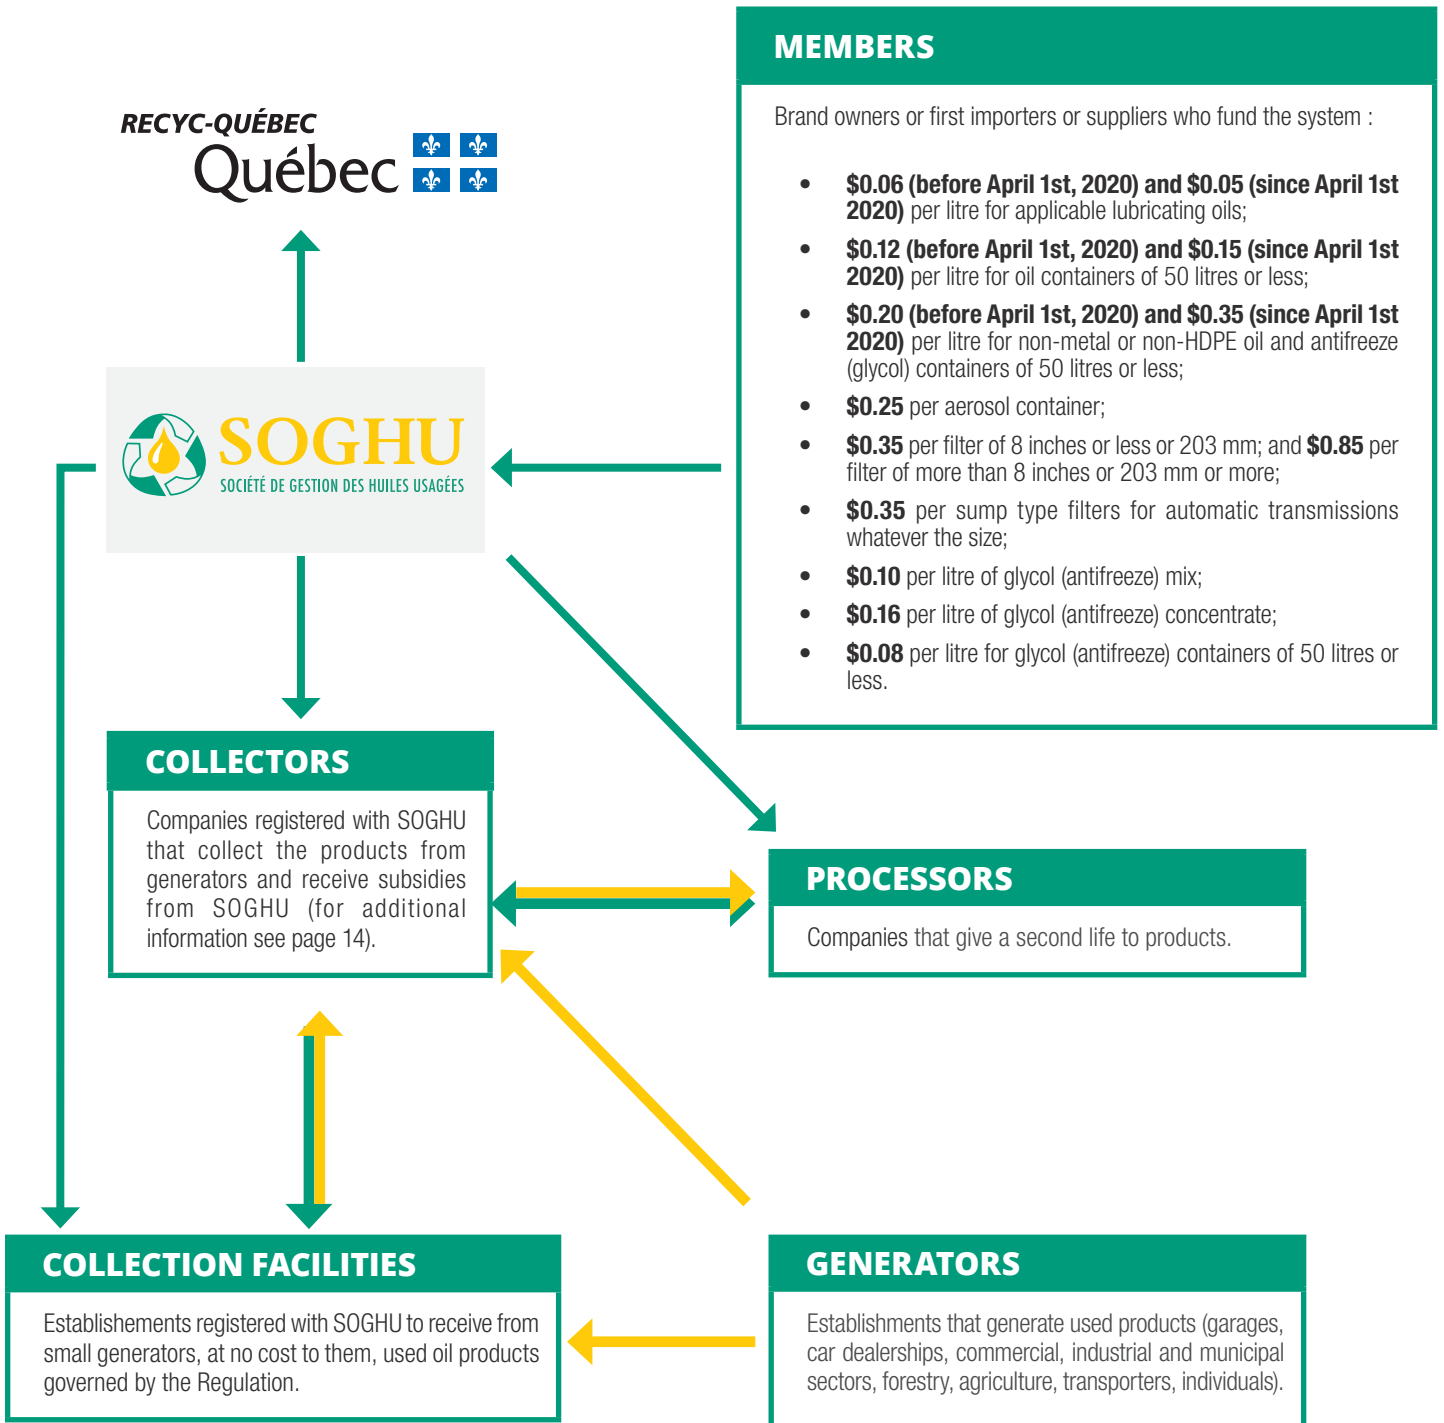 RECYC-QUÉBEC
Québec
SOGHU
SOCIÉTÉ DE GESTION DES HUILES USAGÉES
MEMBERS
Brand owners or first importers or suppliers who fund the system :
• $0.06 (before April 1st, 2020) and $0.05 (since April 1st
2020) per litre for applicable lubricating oils;
• $0.12 (before April 1st, 2020) and $0.15 (since April 1st
2020) per litre for oil containers of 50 litres or less;
• $0.20 (before April 1st, 2020) and $0.35 (since April 1st
2020) per litre for non-metal or non-HDPE oil and antifreeze
(glycol) containers of 50 litres or less;
• $0.25 per aerosol container;
• $0.35 per filter of 8 inches or less or 203 mm; and $0.85 per
filter of more than 8 inches or 203 mm or more;
• $0.35 per sump type filters for automatic transmissions
whatever the size;
• $0.10 per litre of glycol (antifreeze) mix;
• $0.16 per litre of glycol (antifreeze) concentrate;
• $0.08 per litre for glycol (antifreeze) containers of 50 litres or
less.
COLLECTORS
Companies registered with SOGHU
that collect the products from
generators and receive subsidies
from SOGHU (for additional
information see page 14).
PROCESSORS
Companies that give a second life to products.
COLLECTION FACILITIES
Establishements registered with SOGHU to receive from
small generators, at no cost to them, used oil products
governed by the Regulation.
GENERATORS
Establishments that generate used products (garages,
car dealerships, commercial, industrial and municipal
sectors, forestry, agriculture, transporters, individuals).